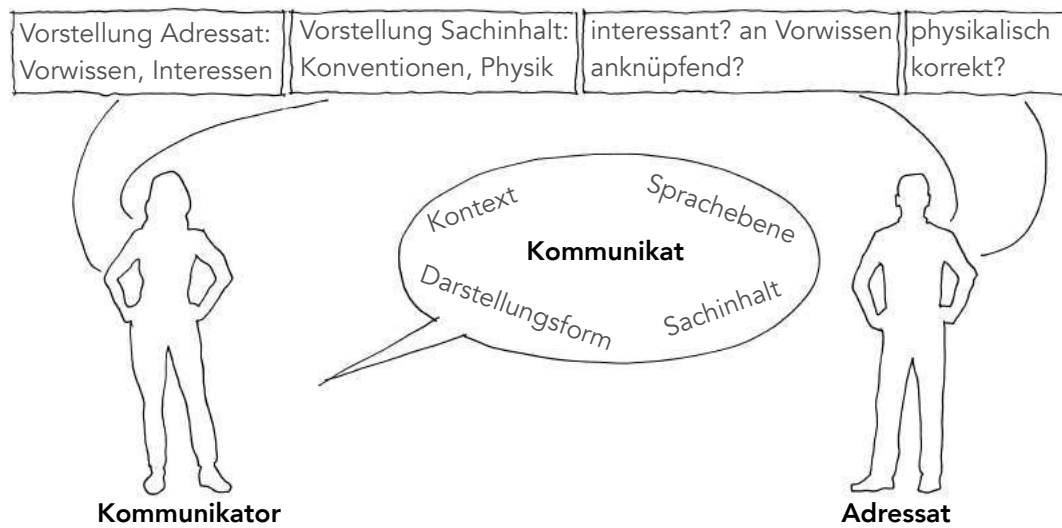 Vorstellung Adressat:
Vorwissen, Interessen
Vorstellung Sachinhalt:
Konventionen, Physik
interessant? an Vorwissen
anknüpfend?
physikalisch
korrekt?
Kontext
Sprachebene
Kommunikat
Darstellungsform
Sachinhalt
Kommunikator
Adressat